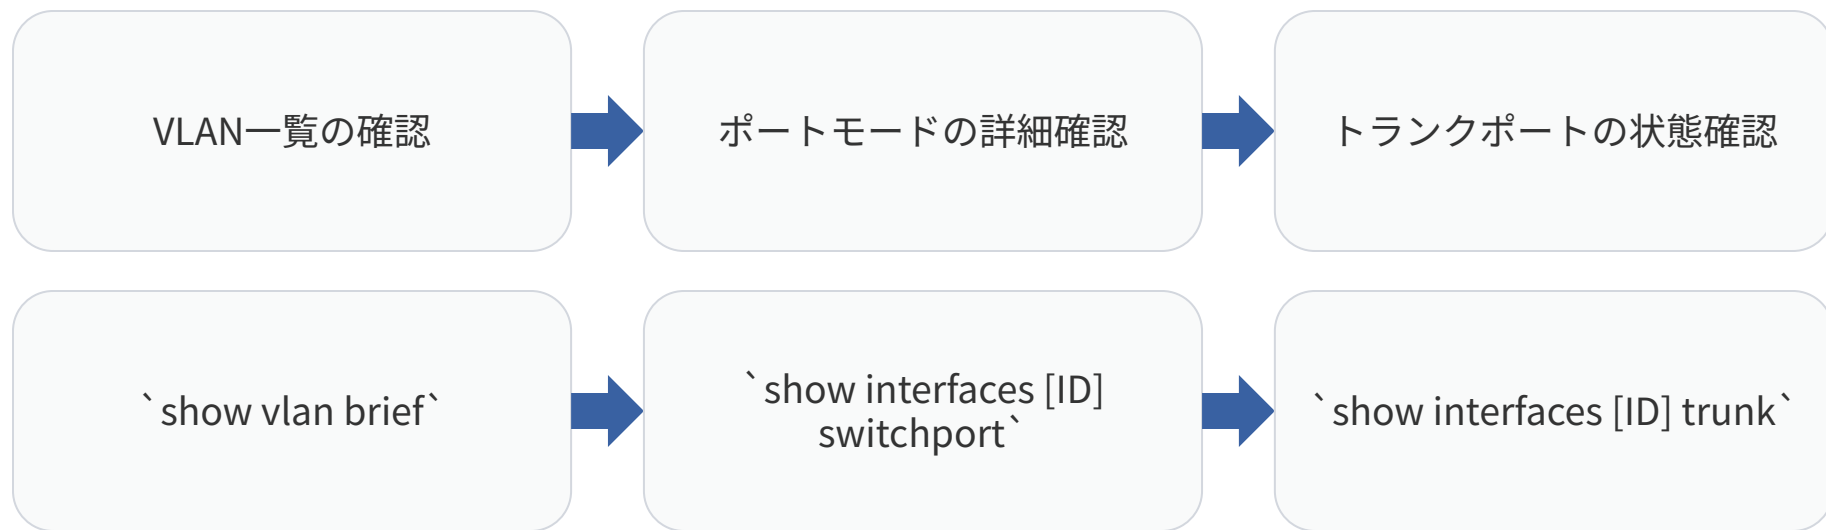 VLAN一覧の確認
ポートモードの詳細確認
トランクポートの状態確認
`show vlan brief`
`show interfaces [ID]
switchport`
`show interfaces [ID] trunk`